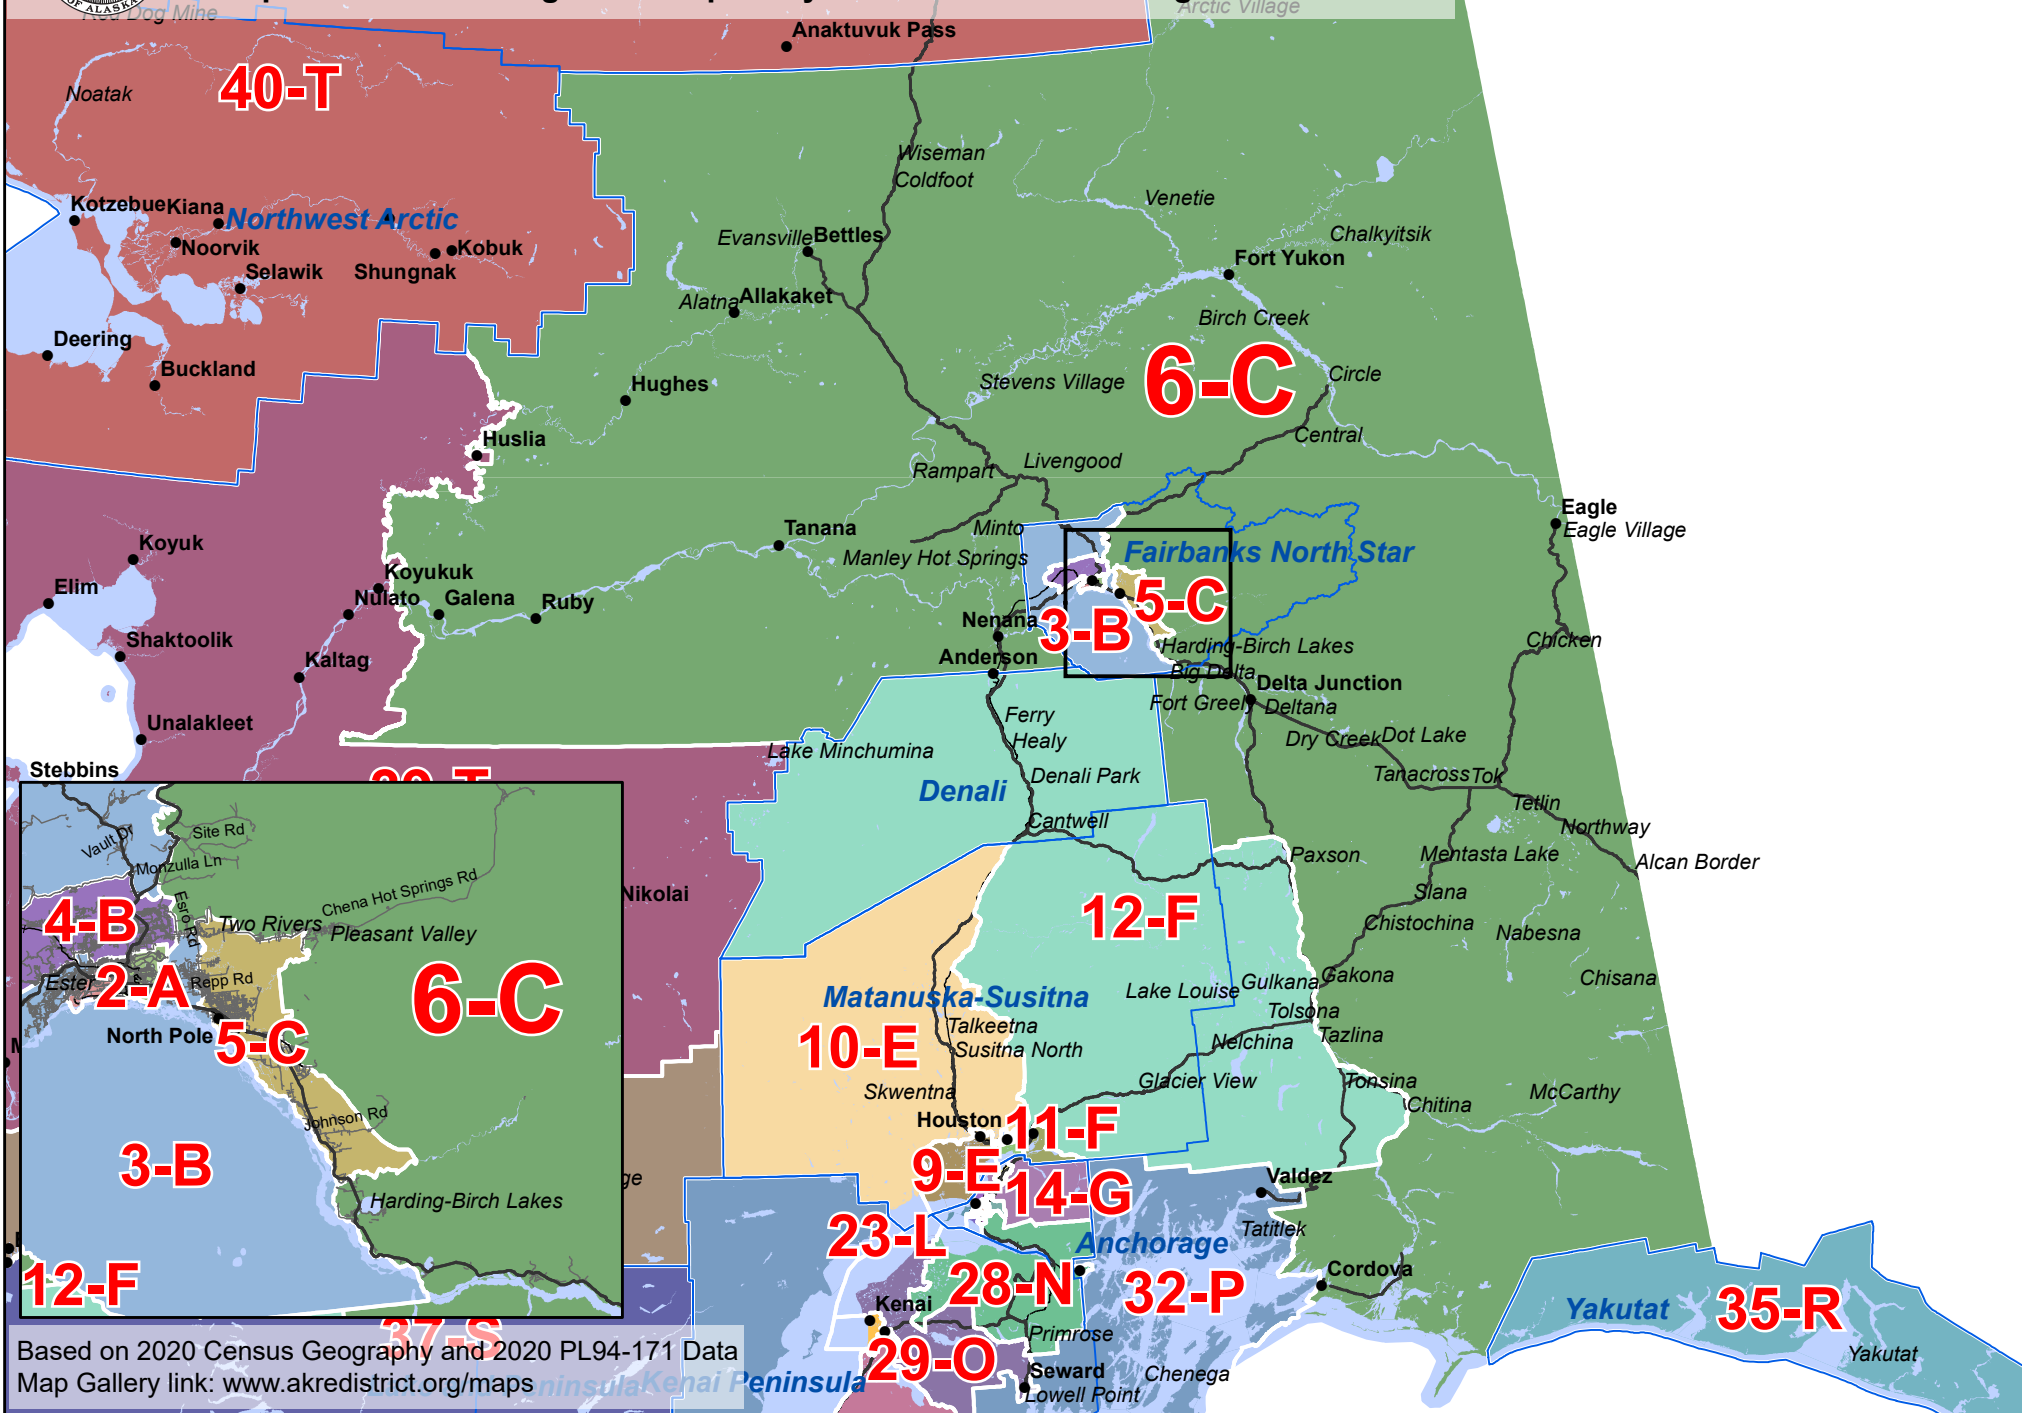 OF ALASKA
Red Dog Mine
Arctic Village
Anaktuvuk Pass
40-T
Noatak
Wiseman
Coldfoot
Venetie
Kotzebue
Kiana
Northwest Arctic
Noorvik
Kobuk
Selawik
Shungnak
Evansville
Bettles
Chalkyitsik
Fort Yukon
Alatna
Allakaket
Birch Creek
Deering
Buckland
Hughes
Stevens Village
6-C
Circle
Central
Huslia
Rampart
Livengood
Eagle
Eagle Village
Koyuk
Tanana
Minto
Manley Hot Springs
Fairbanks North Star
Elim
Koyukuk
Nulato
Galena
Ruby
5-C
Nenana
3-B
Shaktoolik
Kaltag
Anderson
Harding-Birch Lakes
Big Delta
Chicken
Delta Junction
Fort Greely
Deltana
Unalakleet
Ferry
Healy
Lake Minchumina
Dry Creek
Dot Lake
Stebbins
Denali
Denali Park
Tanacross
Tok
Tetlin
Cantwell
Northway
Paxson
Mentasta Lake
Alcan Border
Nikolai
Slana
12-F
Chistochina
Nabesna
Matanuska-Susitna
Lake Louise
Gulkana
Gakona
Chisana
Tolsona
Talkeetna
Susitna North
10-E
Nelchina
Tazlina
Skwentna
Glacier View
Tonsina
Chitina
McCarthy
Houston
11-F
9-E
14-G
Valdez
23-L
Tatitlek
Anchorage
28-N
32-P
Cordova
Kenai
Yakutat
35-R
Primrose
29-O
Yakutat
Seward
Lowell Point
Chenega
Kenai Peninsula
37-S
Vault Dr
Site Rd
Monzulla Ln
Esro Rd
Chena Hot Springs Rd
4-B
Two Rivers
Pleasant Valley
Ester
2-A
Repp Rd
6-C
North Pole
5-C
Johnson Rd
3-B
Harding-Birch Lakes
12-F
Based on 2020 Census Geography and 2020 PL94-171 Data
Map Gallery link: www.akredistrict.org/maps